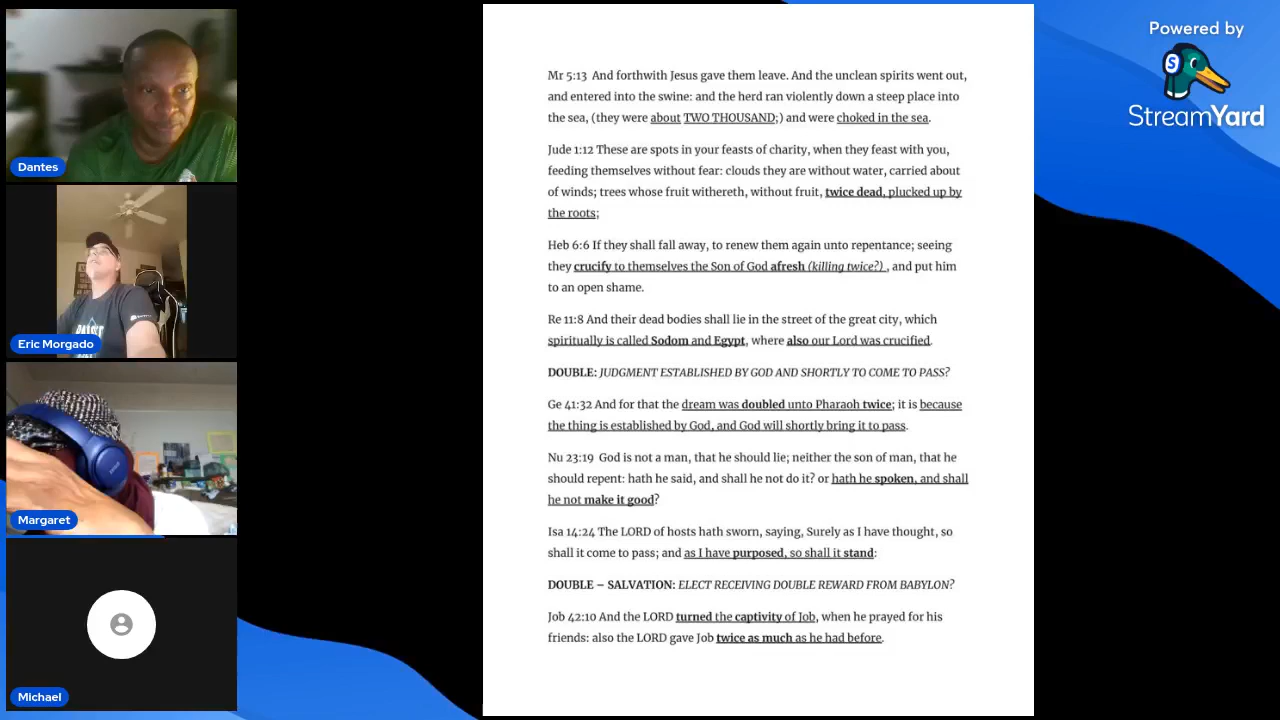 Dantes
Eric Morgado
Margaret
Michael
Mr 5:13  And forthwith Jesus gave them leave. And the unclean spirits went out,
and entered into the swine: and the herd ran violently down a steep place into
the sea, (they were about TWO THOUSAND;) and were choked in the sea.
Jude 1:12 These are spots in your feasts of charity, when they feast with you,
feeding themselves without fear: clouds they are without water, carried about
of winds; trees whose fruit withereth, without fruit, twice dead, plucked up by
the roots;
Heb 6:6 If they shall fall away, to renew them again unto repentance; seeing
they crucify to themselves the Son of God afresh (killing twice?) , and put him
to an open shame.
Re 11:8 And their dead bodies shall lie in the street of the great city, which
spiritually is called Sodom and Egypt, where also our Lord was crucified.
DOUBLE: JUDGMENT ESTABLISHED BY GOD AND SHORTLY TO COME TO PASS?
Ge 41:32 And for that the dream was doubled unto Pharaoh twice; it is because
the thing is established by God, and God will shortly bring it to pass.
Nu 23:19  God is not a man, that he should lie; neither the son of man, that he
should repent: hath he said, and shall he not do it? or hath he spoken, and shall
he not make it good?
Isa 14:24 The LORD of hosts hath sworn, saying, Surely as I have thought, so
shall it come to pass; and as I have purposed, so shall it stand:
DOUBLE – SALVATION: ELECT RECEIVING DOUBLE REWARD FROM BABYLON?
Job 42:10 And the LORD turned the captivity of Job, when he prayed for his
friends: also the LORD gave Job twice as much as he had before.
Powered by
S
StreamYard